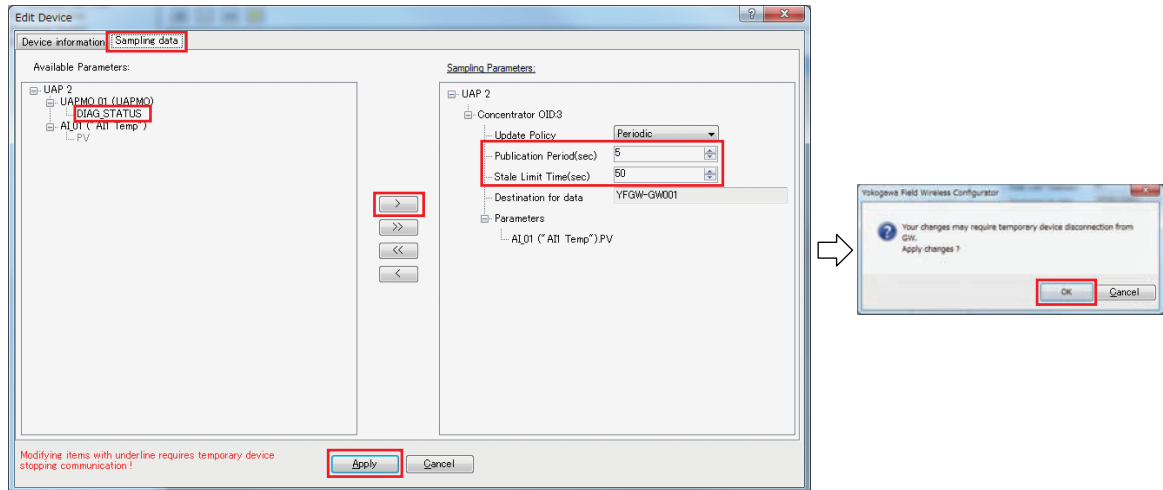 Edit Device
Device information
Sampling data
Available Parameters:
UAP 2
UAPMO_01 (UAPMO)
DIAG_STATUS
AI_01 ("AI1 Temp")
PV
>
>>
<<
<
Sampling Parameters:
UAP 2
Concentrator OID:3
Update Policy Periodic
Publication Period(sec) 5
Stale Limit Time(sec) 50
Destination for data YFGW-GW001
Parameters
AI_01 ("AI1 Temp").PV
Modifying items with underline requires temporary device
stopping communication !
Apply
Cancel
Yokogawa Field Wireless Configurator
Your changes may require temporary device disconnection from
GW.
Apply changes ?
OK
Cancel